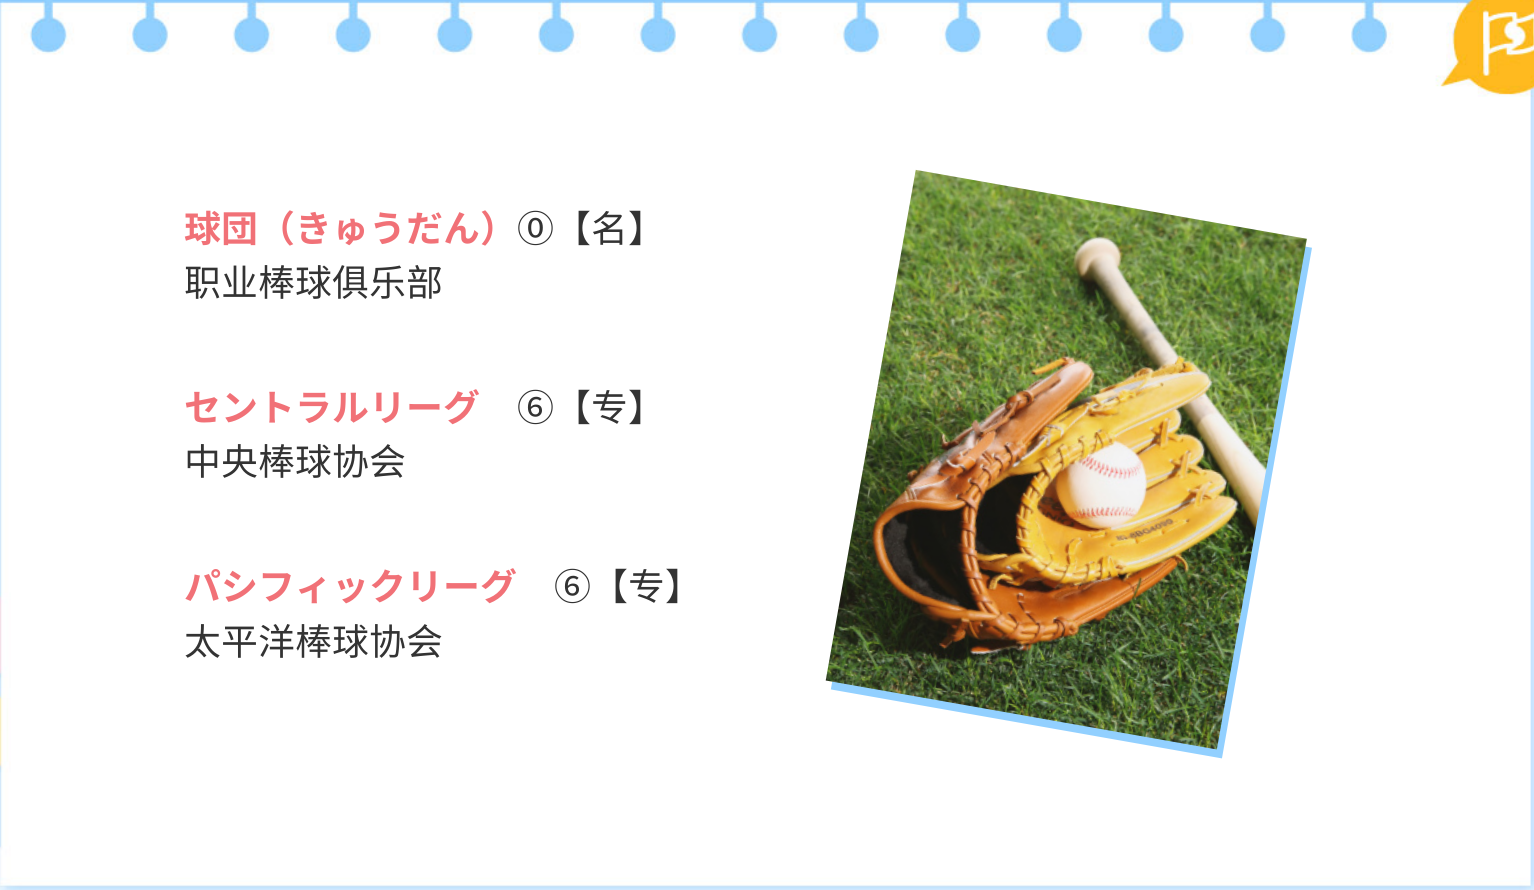 球団（きゅうだん）⓪【名】
职业棒球俱乐部
セントラルリーグ　⑥【专】
中央棒球协会
パシフィックリーグ　⑥【专】
太平洋棒球协会